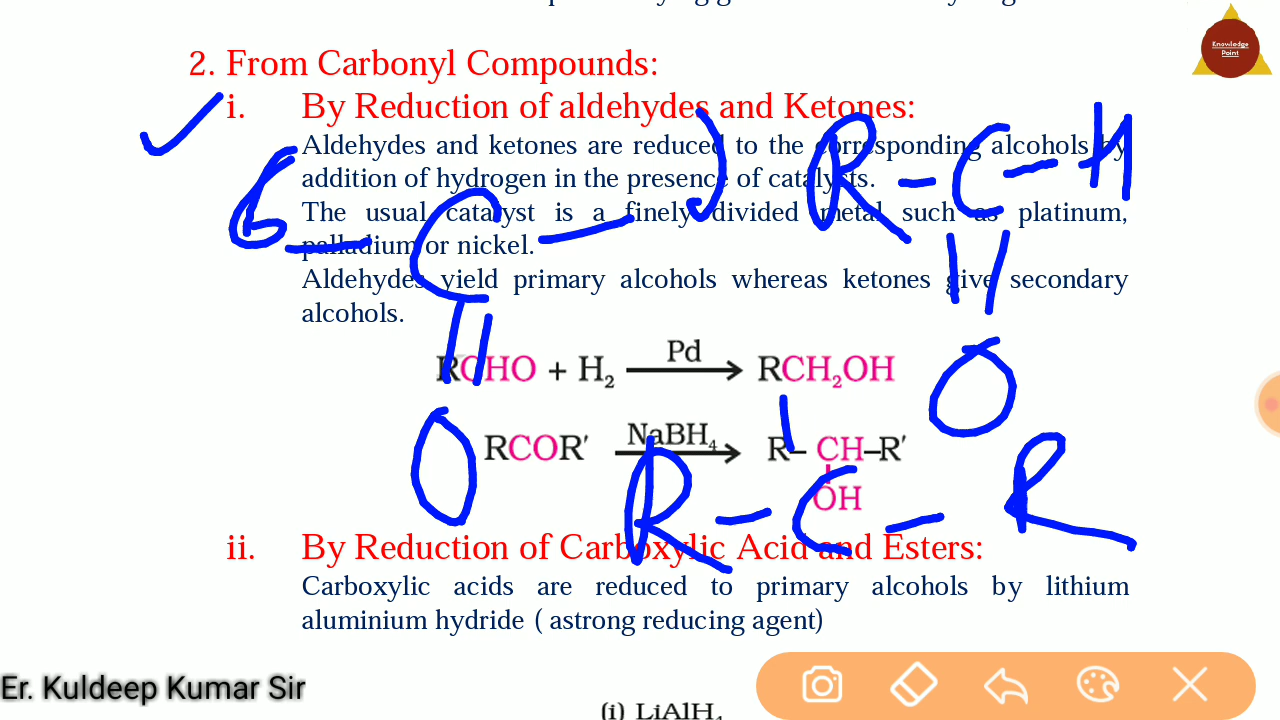 Knowledge
Point
2. From Carbonyl Compounds:
i. By Reduction of aldehydes and Ketones:
Aldehydes and ketones are reduced to the corresponding alcohols by
addition of hydrogen in the presence of catalysts.
The usual catalyst is a finely divided metal such as platinum,
palladium or nickel.
Aldehydes yield primary alcohols whereas ketones give secondary
alcohols.
RCHO + H₂ —Pd→ RCH₂OH
RCOR′ —NaBH₄→ R–CH–R′
OH
(–C–)
||
O
R–C–H
||
O
R–C–R
ii. By Reduction of Carboxylic Acid and Esters:
Carboxylic acids are reduced to primary alcohols by lithium
aluminium hydride ( astrong reducing agent)
Er. Kuldeep Kumar Sir
(i) LiAlH₄